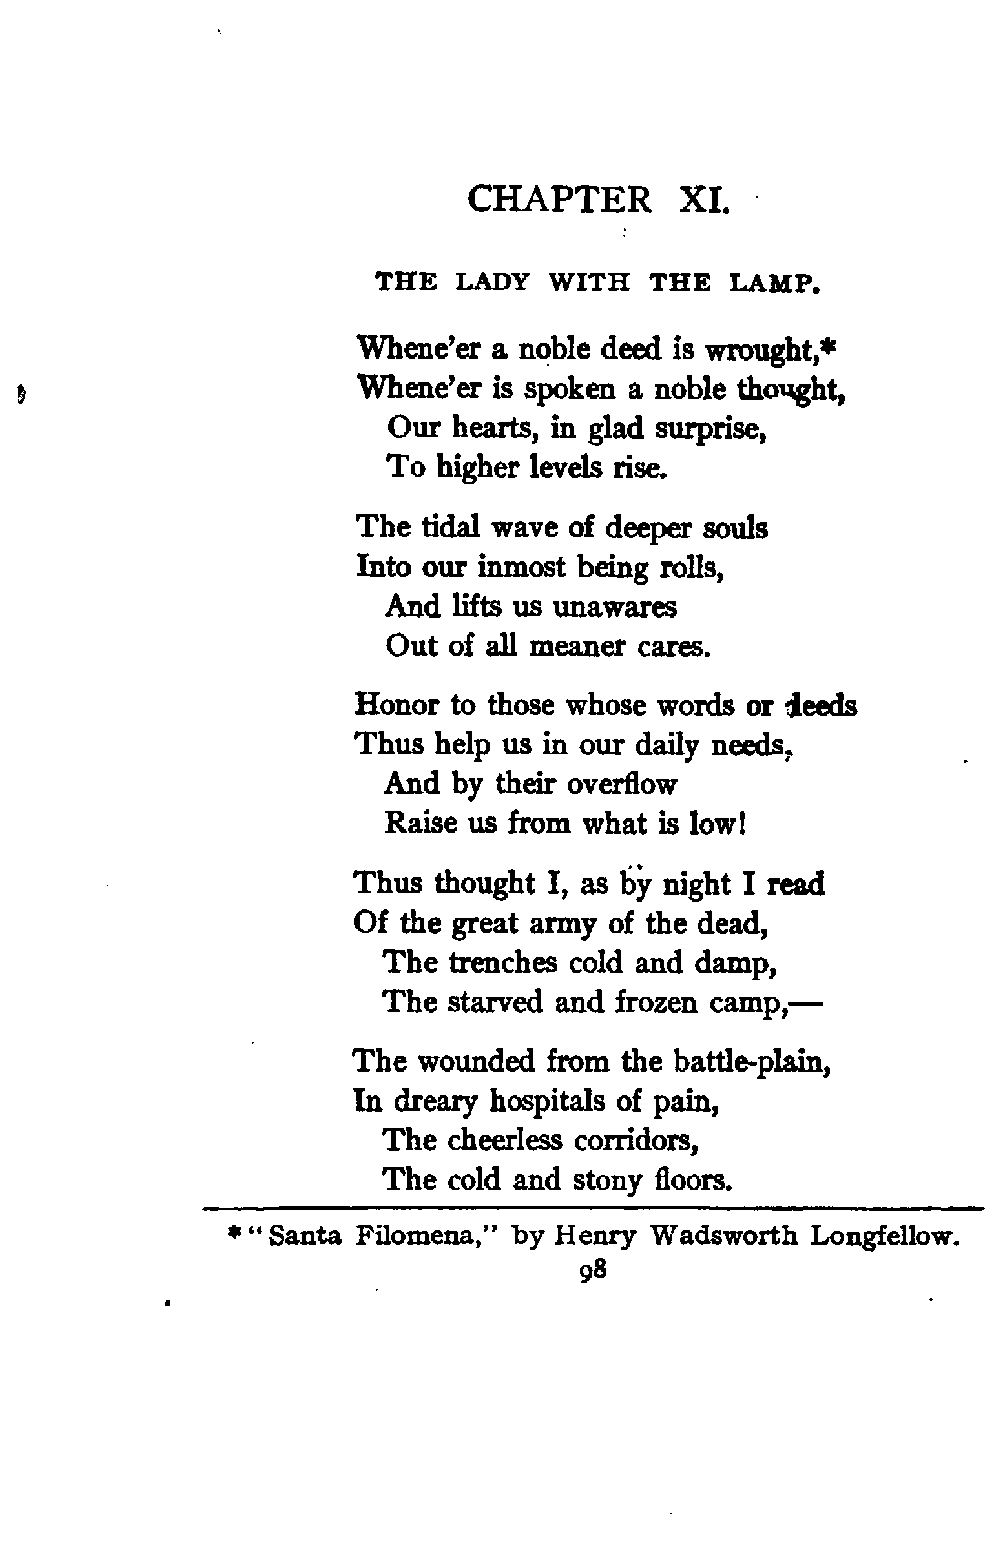 CHAPTER XI.
THE LADY WITH THE LAMP.
Whene'er a noble deed is wrought,*
Whene'er is spoken a noble thought,
Our hearts, in glad surprise,
To higher levels rise.
The tidal wave of deeper souls
Into our inmost being rolls,
And lifts us unawares
Out of all meaner cares.
Honor to those whose words or deeds
Thus help us in our daily needs,
And by their overflow
Raise us from what is low!
Thus thought I, as by night I read
Of the great army of the dead,
The trenches cold and damp,
The starved and frozen camp,—
The wounded from the battle-plain,
In dreary hospitals of pain,
The cheerless corridors,
The cold and stony floors.
* "Santa Filomena," by Henry Wadsworth Longfellow.
98